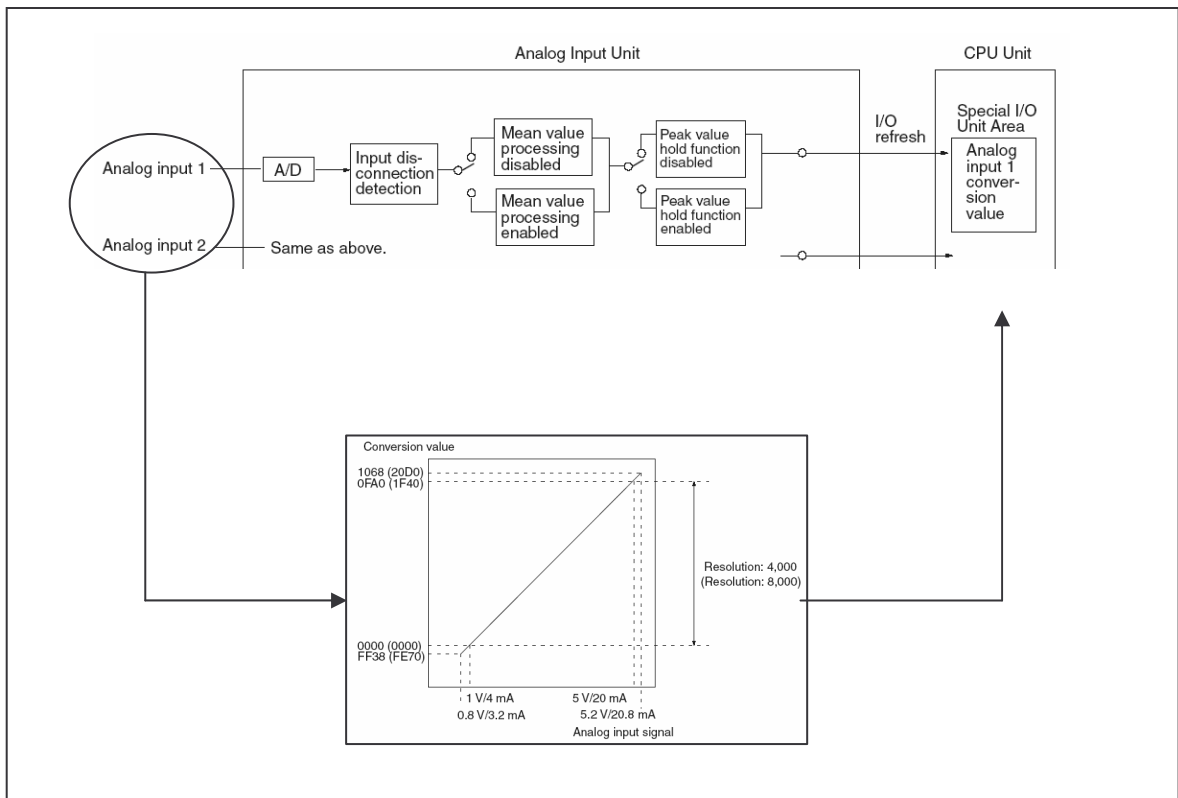 Analog Input Unit
CPU Unit
Analog input 1
A/D
Input dis-
connection
detection
Mean value
processing
disabled
Mean value
processing
enabled
Peak value
hold function
disabled
Peak value
hold function
enabled
I/O
refresh
Special I/O
Unit Area
Analog
input 1
conver-
sion
value
Analog input 2
Same as above.
Conversion value
1068 (20D0)
0FA0 (1F40)
Resolution: 4,000
(Resolution: 8,000)
0000 (0000)
FF38 (FE70)
1 V/4 mA
5 V/20 mA
0.8 V/3.2 mA
5.2 V/20.8 mA
Analog input signal